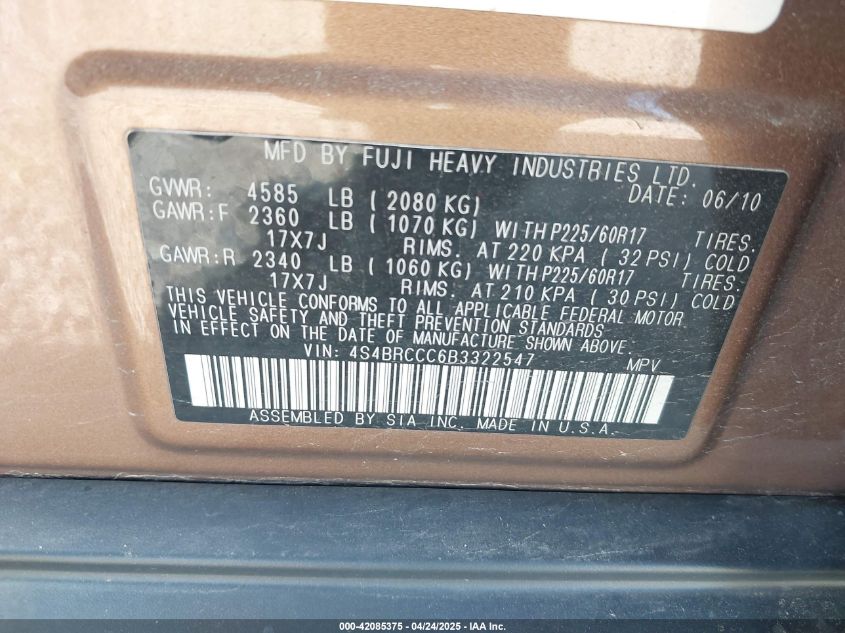 MFD BY FUJI HEAVY INDUSTRIES LTD.
DATE: 06/10
GVWR: 4585 LB ( 2080 KG)
GAWR:F 2360 LB ( 1070 KG) WITH P225/60R17 TIRES.
17X7J RIMS. AT 220 KPA ( 32 PSI) COLD
GAWR:R 2340 LB ( 1060 KG) WITH P225/60R17 TIRES.
17X7J RIMS. AT 210 KPA ( 30 PSI) COLD
THIS VEHICLE CONFORMS TO ALL APPLICABLE FEDERAL MOTOR
VEHICLE SAFETY AND THEFT PREVENTION STANDARDS
IN EFFECT ON THE DATE OF MANUFACTURE SHOWN ABOVE.
VIN: 4S4BRCCC6B3322547 MPV
ASSEMBLED BY SIA INC. MADE IN U.S.A.
000-42085375 - 04/24/2025 - IAA Inc.